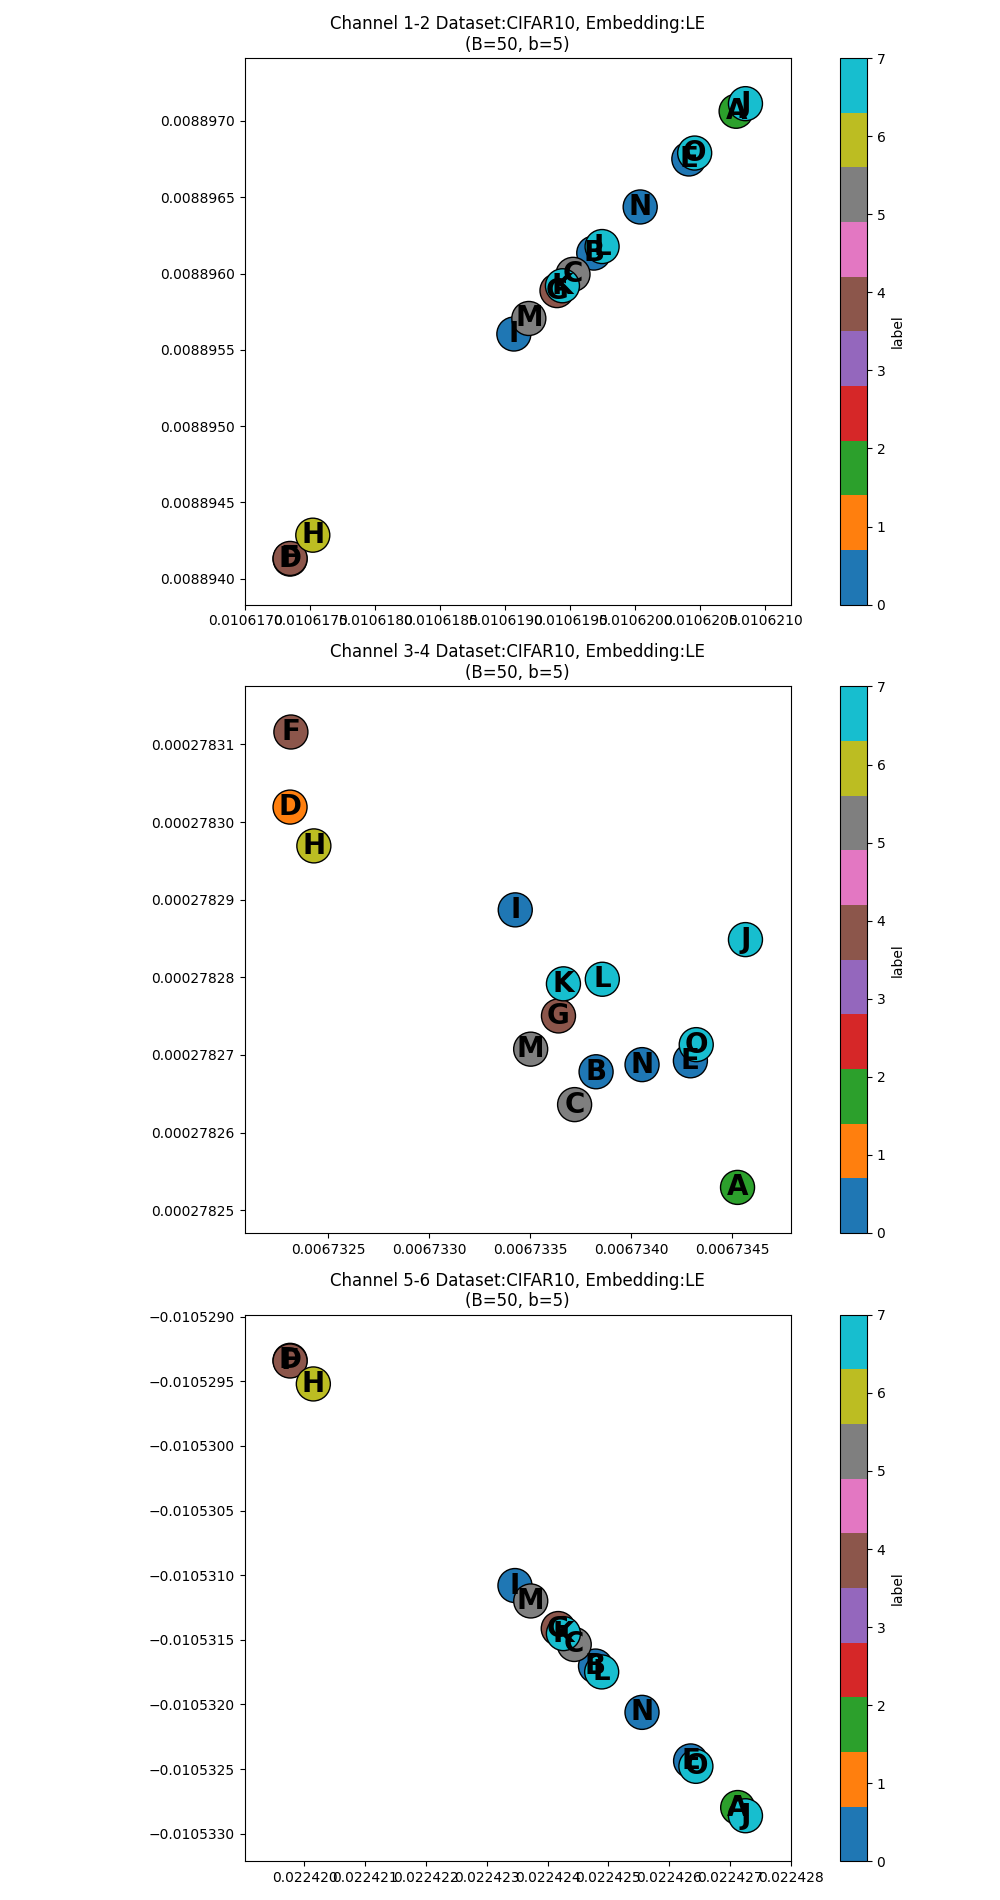 Channel 1-2 Dataset:CIFAR10, Embedding:LE
(B=50, b=5)
0.0088970
0.0088965
0.0088960
0.0088955
0.0088950
0.0088945
0.0088940
J
A
O
E
N
L
B
C
K
G
M
I
H
D
F
0.0106170 0.0106175 0.0106180 0.0106185 0.0106190 0.0106195 0.0106200 0.0106205 0.0106210
7
6
5
4
3
2
1
0
label
Channel 3-4 Dataset:CIFAR10, Embedding:LE
(B=50, b=5)
0.00027831
0.00027830
0.00027829
0.00027828
0.00027827
0.00027826
0.00027825
F
D
H
I
J
L
K
G
O
M
E
N
B
C
A
0.0067325 0.0067330 0.0067335 0.0067340 0.0067345
7
6
5
4
3
2
1
0
label
Channel 5-6 Dataset:CIFAR10, Embedding:LE
(B=50, b=5)
−0.0105290
−0.0105295
−0.0105300
−0.0105305
−0.0105310
−0.0105315
−0.0105320
−0.0105325
−0.0105330
D
F
H
I
M
G
K
C
B
L
N
E
O
A
J
0.022420 0.022421 0.022422 0.022423 0.022424 0.022425 0.022426 0.022427 0.022428
7
6
5
4
3
2
1
0
label